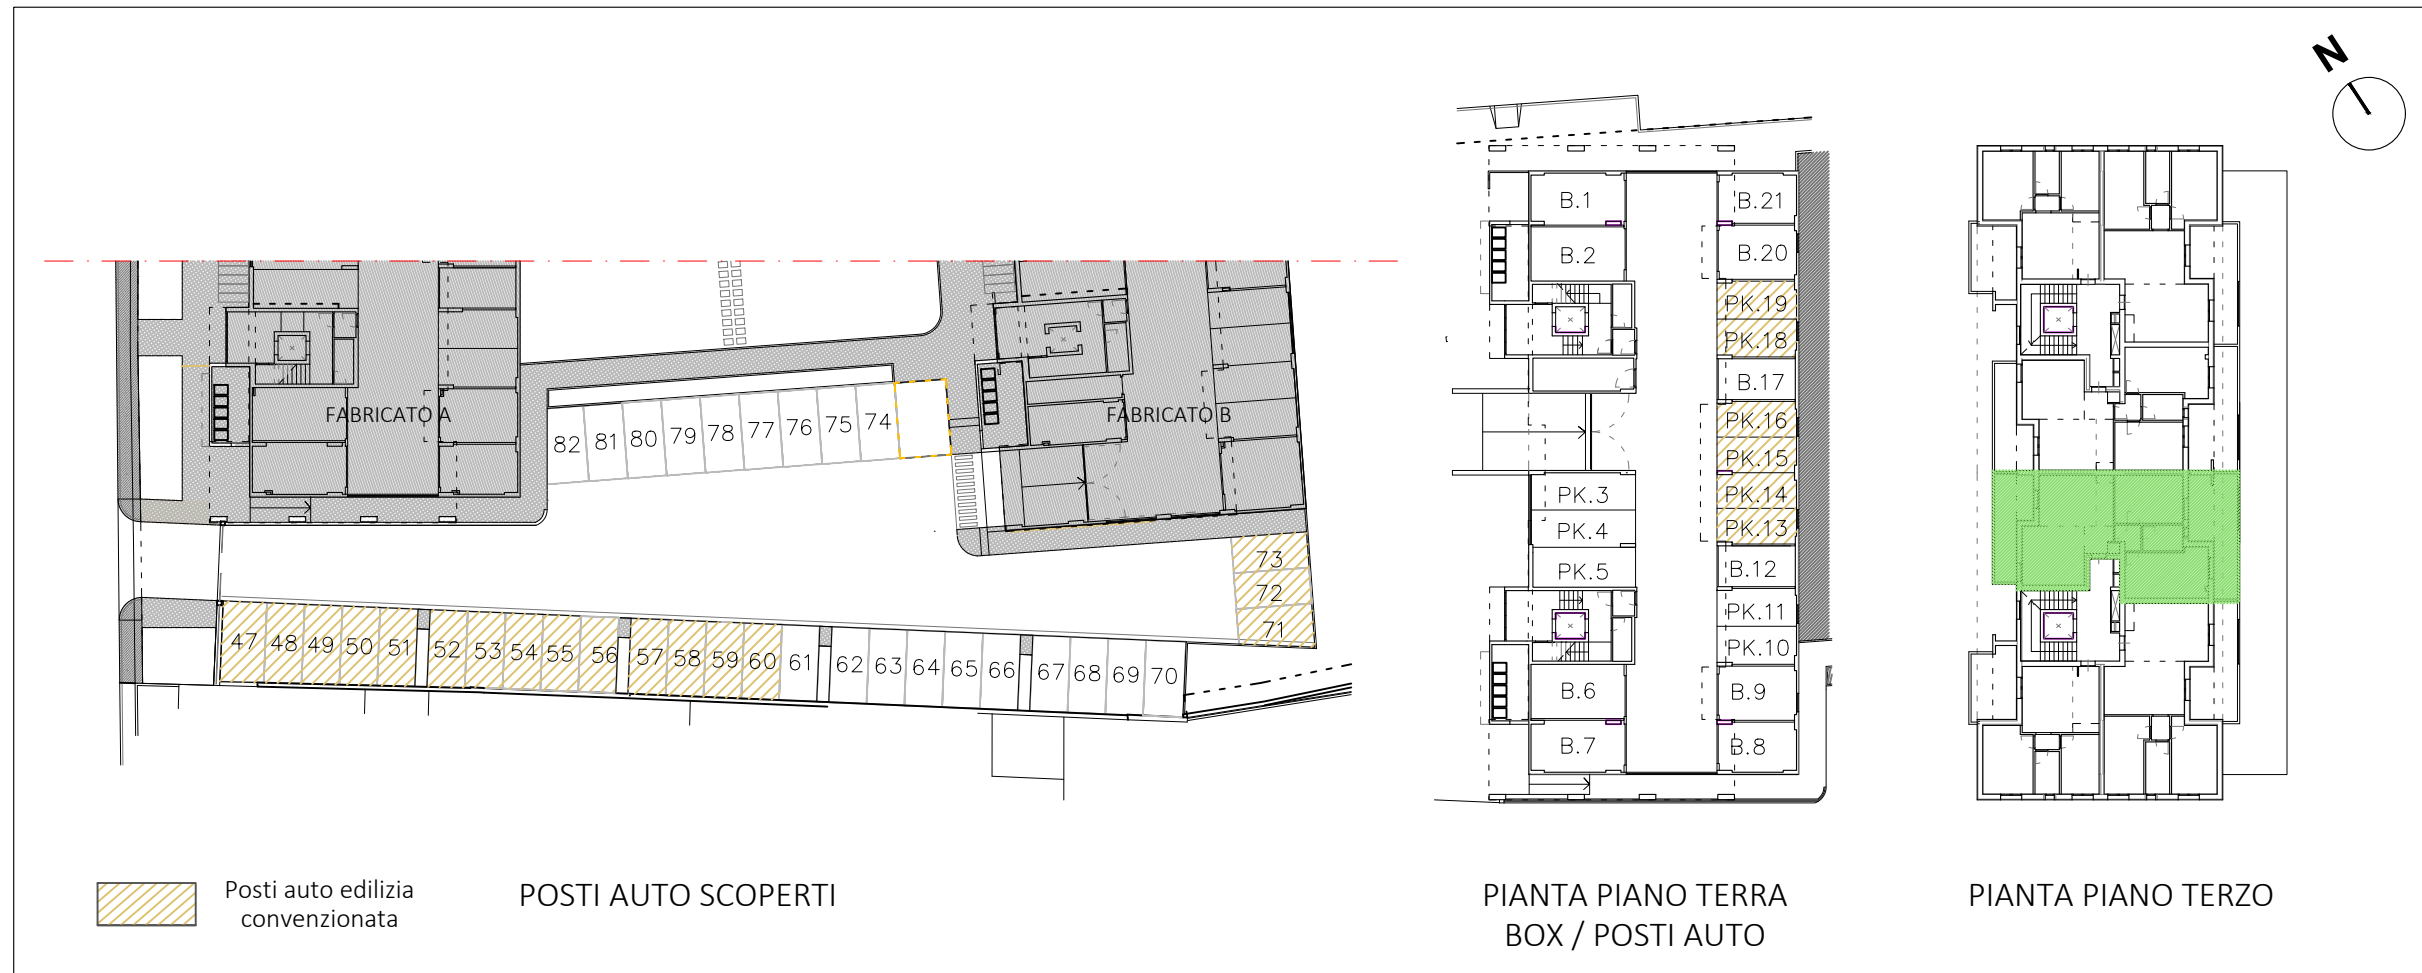 N
FABRICATO A
FABRICATO B
82 81 80 79 78 77 76 75 74
73
72
71
47 48 49 50 51 52 53 54 55 56 57 58 59 60 61 62 63 64 65 66 67 68 69 70
Posti auto edilizia
convenzionata
POSTI AUTO SCOPERTI
B.1 B.21
B.2 B.20
PK.19
PK.18
B.17
PK.16
PK.15
PK.3 PK.14
PK.4 PK.13
PK.5 B.12
PK.11
PK.10
B.6 B.9
B.7 B.8
PIANTA PIANO TERRA
BOX / POSTI AUTO
PIANTA PIANO TERZO